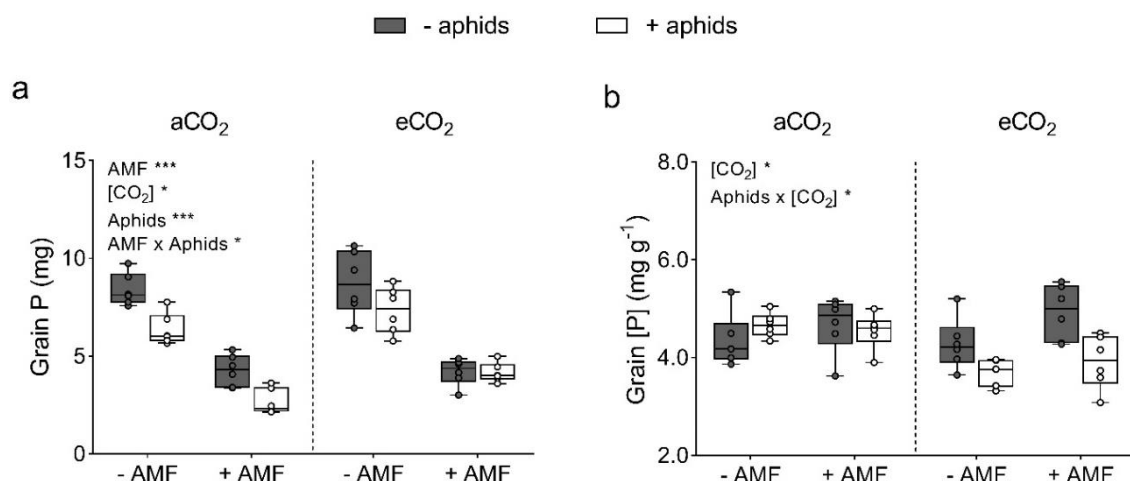 - aphids + aphids
a
aCO₂ eCO₂
Grain P (mg)
15
10
5
0
AMF ***
[CO₂] *
Aphids ***
AMF x Aphids *
- AMF + AMF - AMF + AMF
b
aCO₂ eCO₂
Grain [P] (mg g⁻¹)
8.0
6.0
4.0
2.0
[CO₂] *
Aphids x [CO₂] *
- AMF + AMF - AMF + AMF